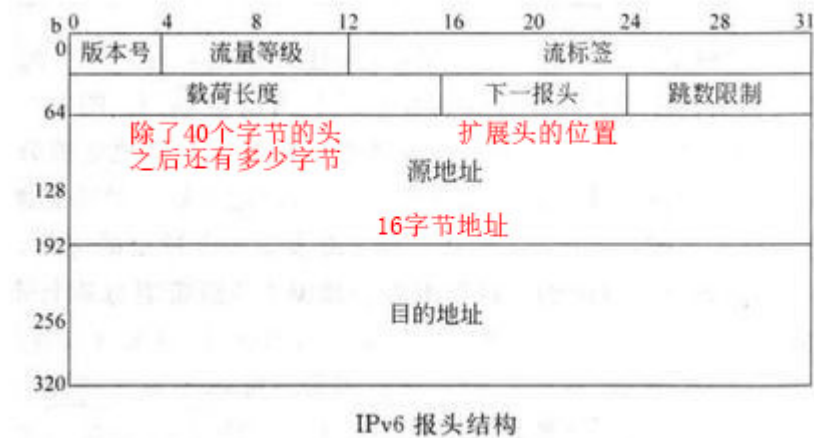 b 0 4 8 12 16 20 24 28 31
0 版本号 流量等级 流标签
载荷长度 下一报头 跳数限制
64
除了40个字节的头 扩展头的位置
之后还有多少字节
源地址
128
16字节地址
192
目的地址
256
320
IPv6 报头结构